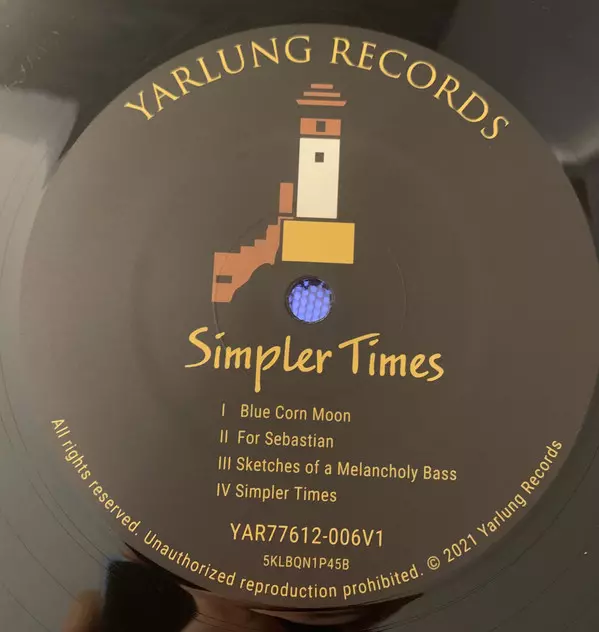 YARLUNG RECORDS
Simpler Times
I Blue Corn Moon
II For Sebastian
III Sketches of a Melancholy Bass
IV Simpler Times
YAR77612-006V1
5KLBQN1P45B
All rights reserved. Unauthorized reproduction prohibited. © 2021 Yarlung Records